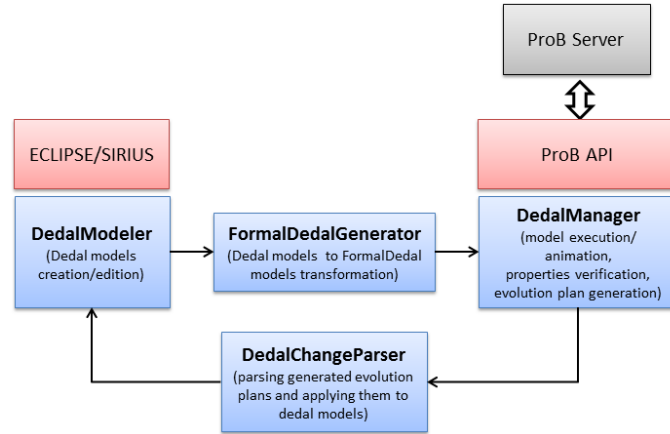 ProB Server
ECLIPSE/SIRIUS
ProB API
DedalModeler
(Dedal models
creation/edition)
FormalDedalGenerator
(Dedal models  to FormalDedal
models transformation)
DedalManager
(model execution/
animation,
properties verification,
evolution plan generation)
DedalChangeParser
(parsing generated evolution
plans and applying them to
dedal models)